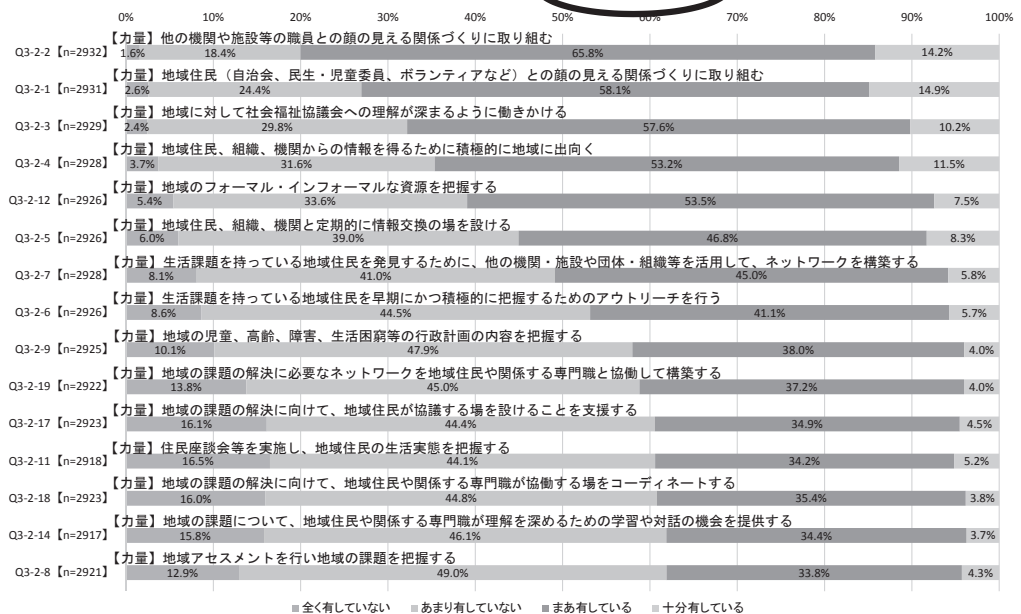 0% 10% 20% 30% 40% 50% 60% 70% 80% 90% 100%
【力量】他の機関や施設等の職員との顔の見える関係づくりに取り組む
Q3-2-2【n=2932】 1.6% 18.4% 65.8% 14.2%
【力量】地域住民（自治会、民生・児童委員、ボランティアなど）との顔の見える関係づくりに取り組む
Q3-2-1【n=2931】 2.6% 24.4% 58.1% 14.9%
【力量】地域に対して社会福祉協議会への理解が深まるように働きかける
Q3-2-3【n=2929】 2.4% 29.8% 57.6% 10.2%
【力量】地域住民、組織、機関からの情報を得るために積極的に地域に出向く
Q3-2-4【n=2928】 3.7% 31.6% 53.2% 11.5%
【力量】地域のフォーマル・インフォーマルな資源を把握する
Q3-2-12【n=2926】 5.4% 33.6% 53.5% 7.5%
【力量】地域住民、組織、機関と定期的に情報交換の場を設ける
Q3-2-5【n=2926】 6.0% 39.0% 46.8% 8.3%
【力量】生活課題を持っている地域住民を発見するために、他の機関・施設や団体・組織等を活用して、ネットワークを構築する
Q3-2-7【n=2928】 8.1% 41.0% 45.0% 5.8%
【力量】生活課題を持っている地域住民を早期にかつ積極的に把握するためのアウトリーチを行う
Q3-2-6【n=2926】 8.6% 44.5% 41.1% 5.7%
【力量】地域の児童、高齢、障害、生活困窮等の行政計画の内容を把握する
Q3-2-9【n=2925】 10.1% 47.9% 38.0% 4.0%
【力量】地域の課題の解決に必要なネットワークを地域住民や関係する専門職と協働して構築する
Q3-2-19【n=2922】 13.8% 45.0% 37.2% 4.0%
【力量】地域の課題の解決に向けて、地域住民が協議する場を設けることを支援する
Q3-2-17【n=2923】 16.1% 44.4% 34.9% 4.5%
【力量】住民座談会等を実施し、地域住民の生活実態を把握する
Q3-2-11【n=2918】 16.5% 44.1% 34.2% 5.2%
【力量】地域の課題の解決に向けて、地域住民や関係する専門職が協働する場をコーディネートする
Q3-2-18【n=2923】 16.0% 44.8% 35.4% 3.8%
【力量】地域の課題について、地域住民や関係する専門職が理解を深めるための学習や対話の機会を提供する
Q3-2-14【n=2917】 15.8% 46.1% 34.4% 3.7%
【力量】地域アセスメントを行い地域の課題を把握する
Q3-2-8【n=2921】 12.9% 49.0% 33.8% 4.3%
■全く有していない ■あまり有していない ■まあ有している ■十分有している